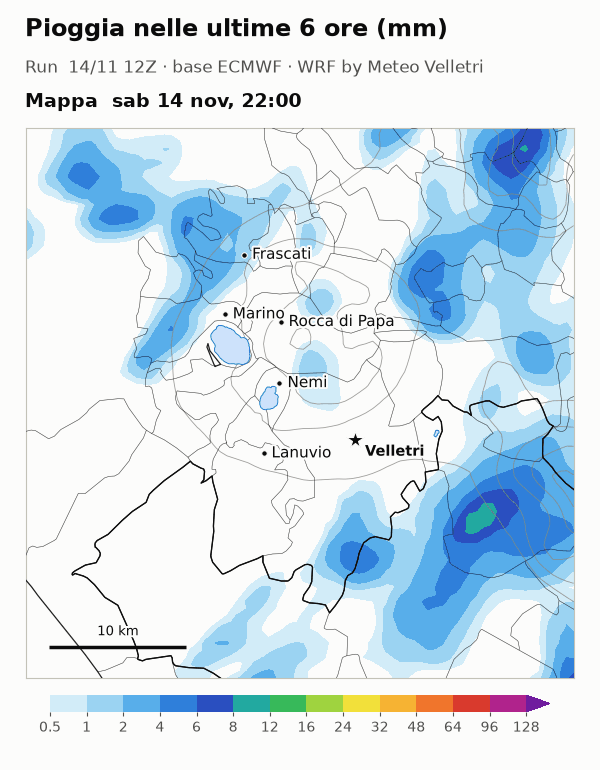 Pioggia nelle ultime 6 ore (mm)
Run  14/11 12Z · base ECMWF · WRF by Meteo Velletri
Mappa  sab 14 nov, 22:00
Frascati
Marino
Rocca di Papa
Nemi
Velletri
Lanuvio
10 km
0.5 1 2 4 6 8 12 16 24 32 48 64 96 128